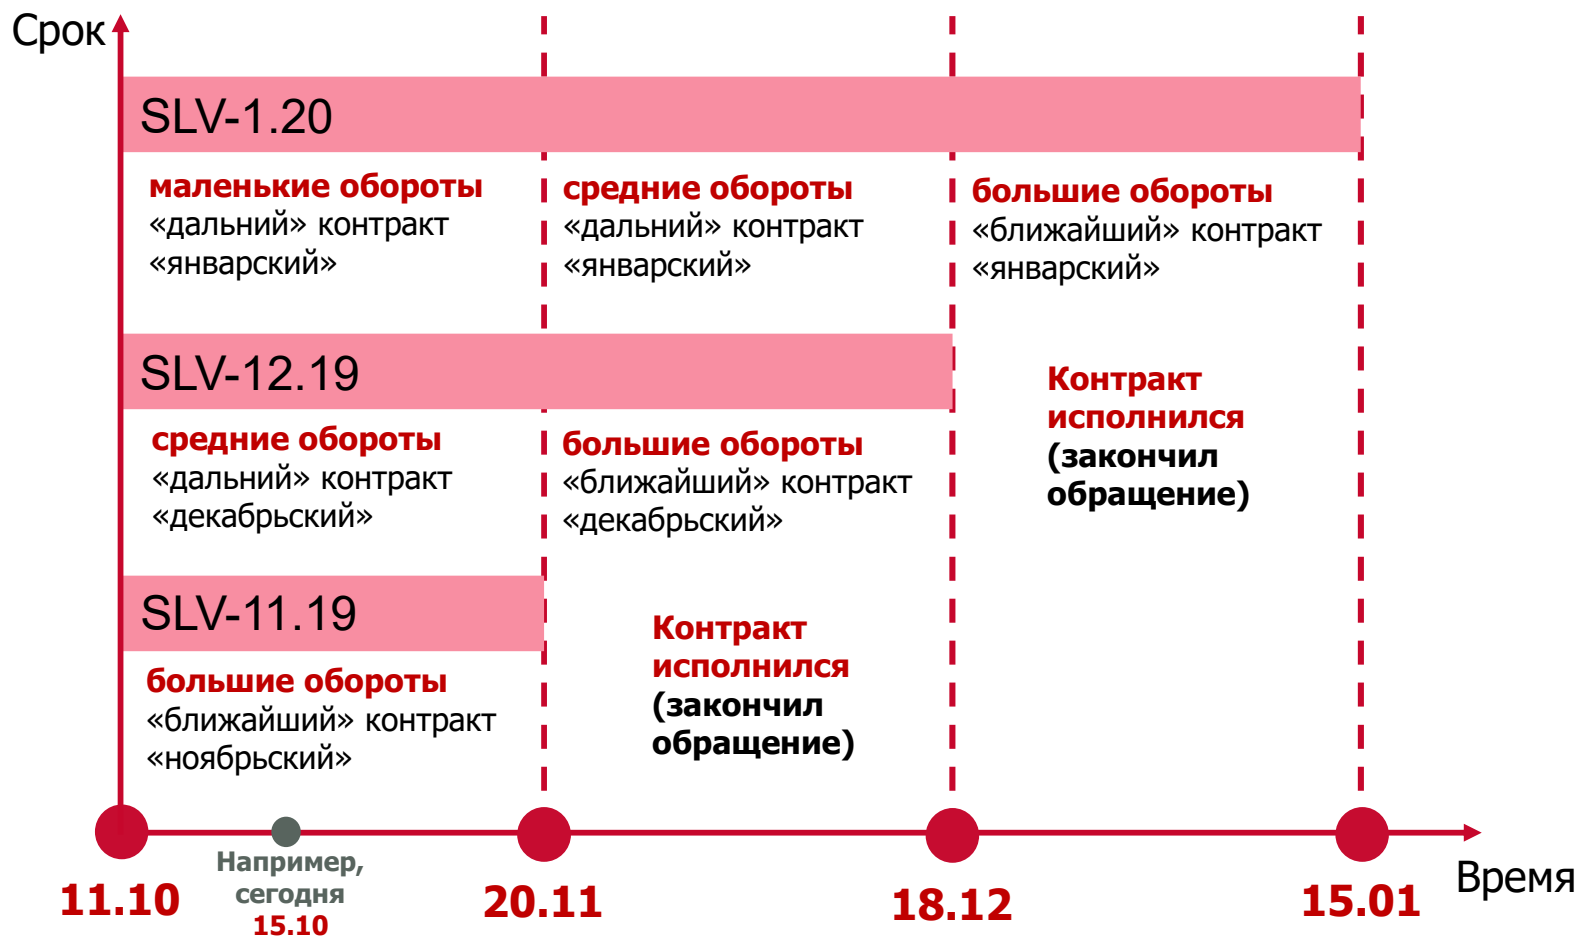 Срок
SLV-1.20
маленькие обороты
«дальний» контракт
«январский»
средние обороты
«дальний» контракт
«январский»
большие обороты
«ближайший» контракт
«январский»
SLV-12.19
средние обороты
«дальний» контракт
«декабрьский»
большие обороты
«ближайший» контракт
«декабрьский»
Контракт
исполнился
(закончил
обращение)
SLV-11.19
большие обороты
«ближайший» контракт
«ноябрьский»
Контракт
исполнился
(закончил
обращение)
11.10
Например,
сегодня
15.10
20.11
18.12
15.01
Время